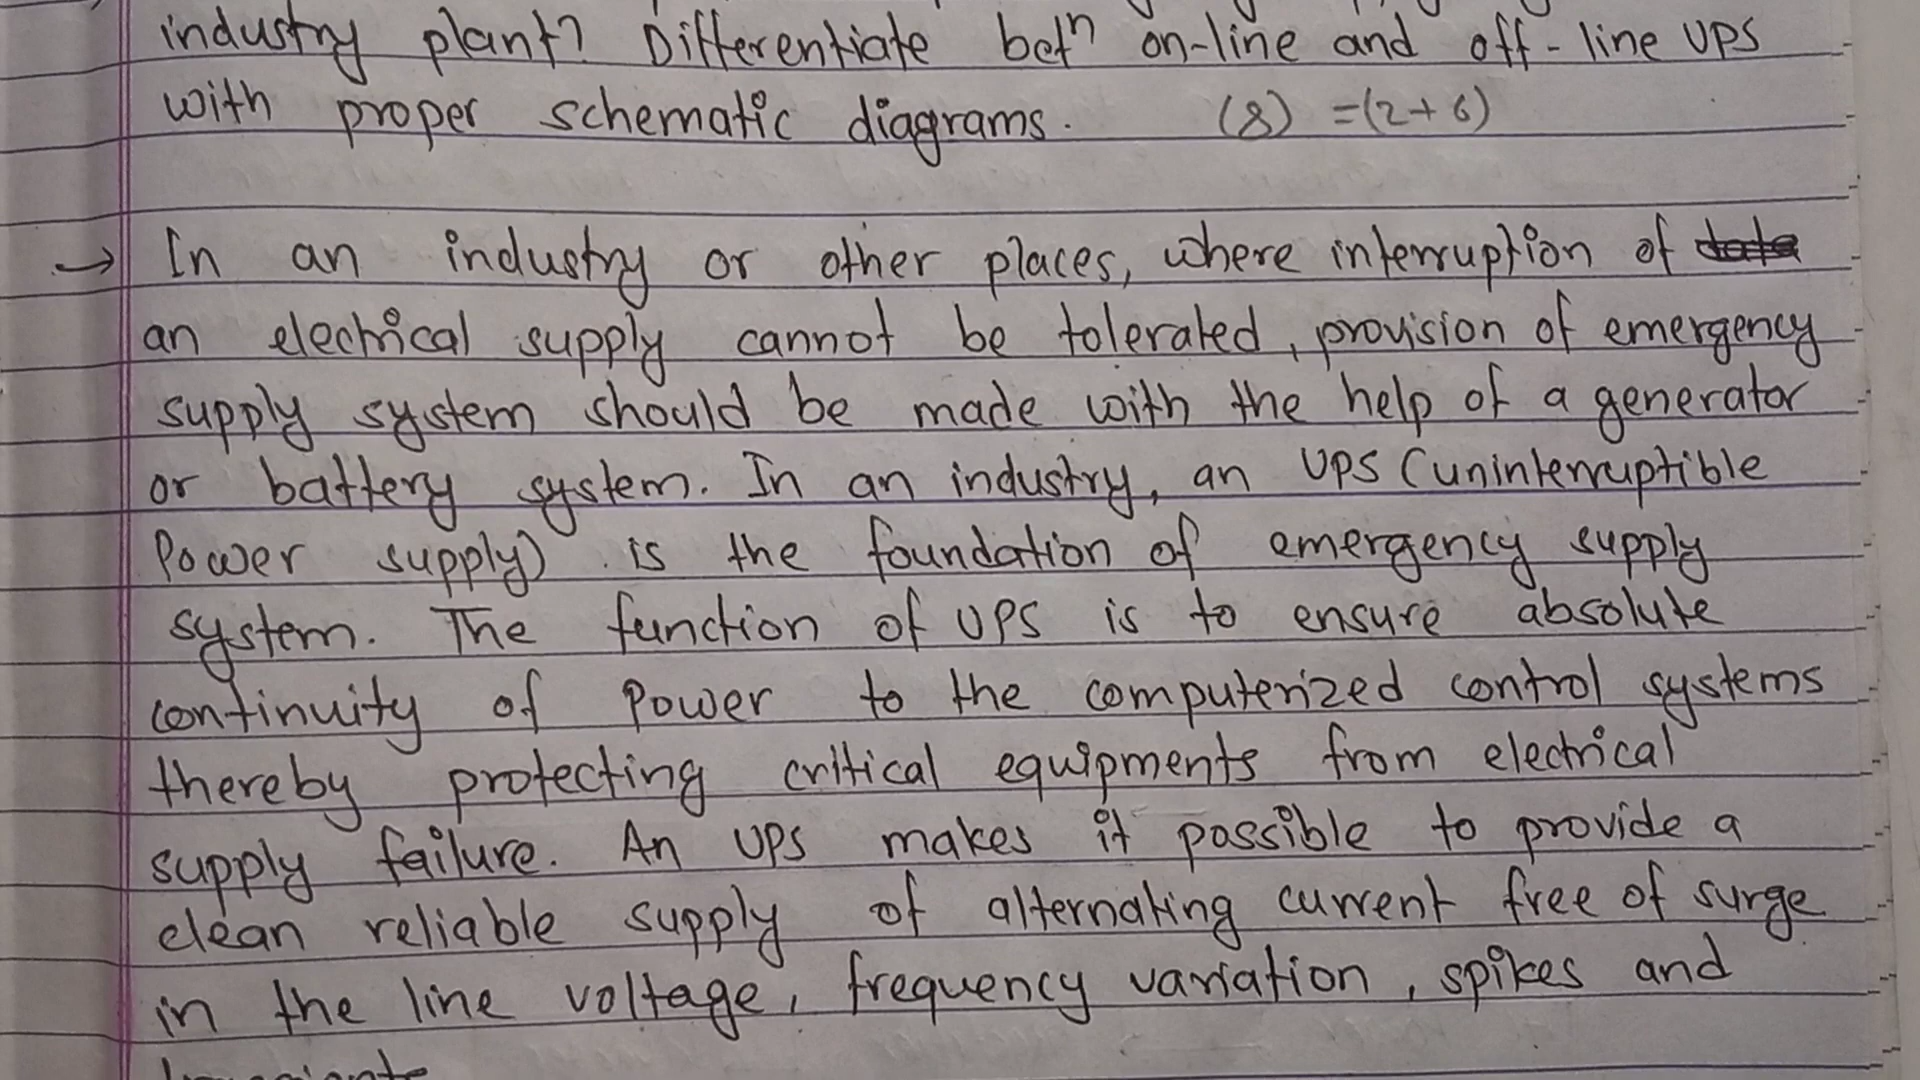 industry plant? Differentiate betn on-line and off-line UPS
with proper schematic diagrams. (8) =(2+6)
→ In an industry or other places, where interruption of
an electrical supply cannot be tolerated, provision of emergency
supply system should be made with the help of a generator
or battery system. In an industry, an UPS (uninterruptible
Power supply) is the foundation of emergency supply
system. The function of UPS is to ensure absolute
continuity of power to the computerized control systems
thereby protecting critical equipments from electrical
supply failure. An UPS makes it possible to provide a
clean reliable supply of alternating current free of surge
in the line voltage, frequency variation, spikes and